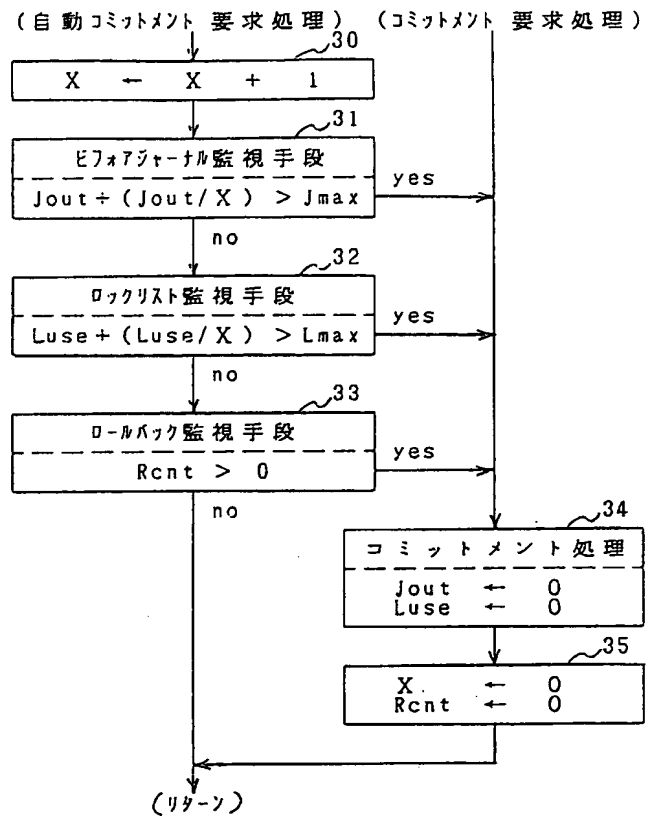 (自動コミットメント 要求処理) (コミットメント 要求処理)
30
X ← X + 1
31
ビフォアジャーナル監視手段
Jout÷(Jout/X) > Jmax
yes
no
32
ロックリスト監視手段
Luse+(Luse/X) > Lmax
yes
no
33
ロールバック監視手段
Rcnt > 0
yes
no
34
コミットメント処理
Jout ← 0
Luse ← 0
35
X ← 0
Rcnt ← 0
(リターン)